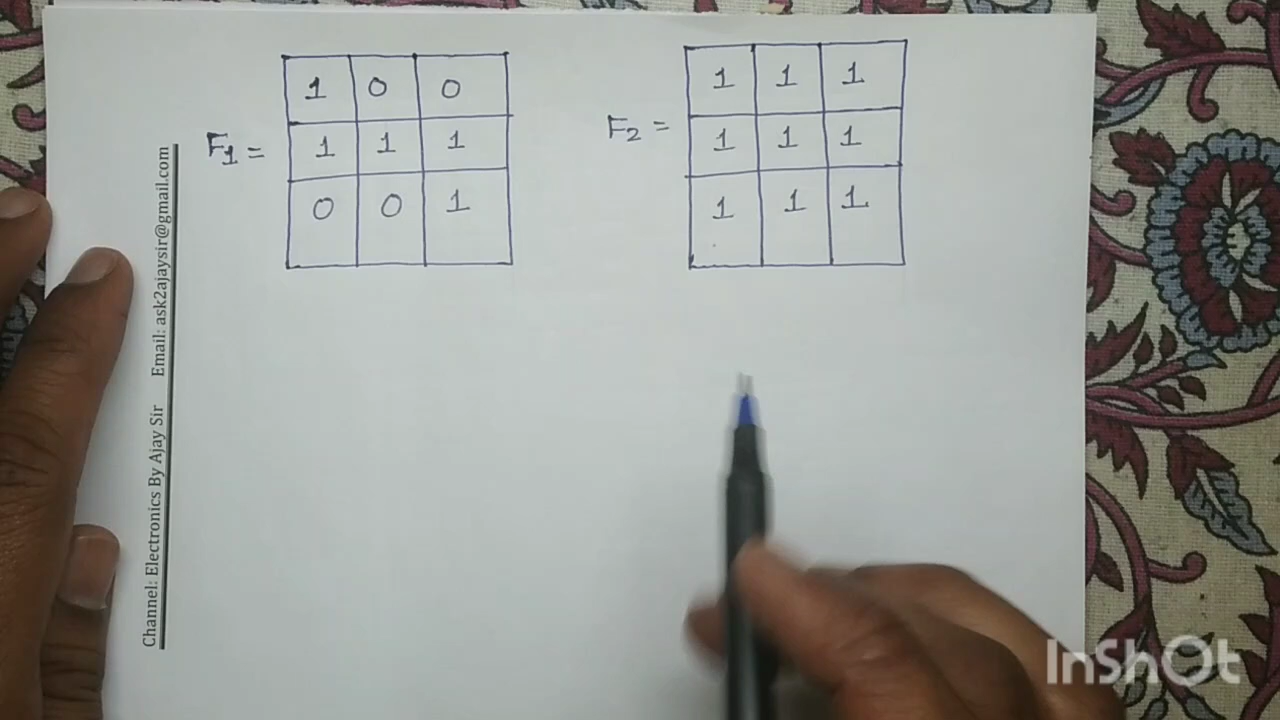 F1 =
1 0 0
1 1 1
0 0 1
F2 =
1 1 1
1 1 1
1 1 1
Channel: Electronics By Ajay Sir Email: ask2ajaysir@gmail.com
InShOt